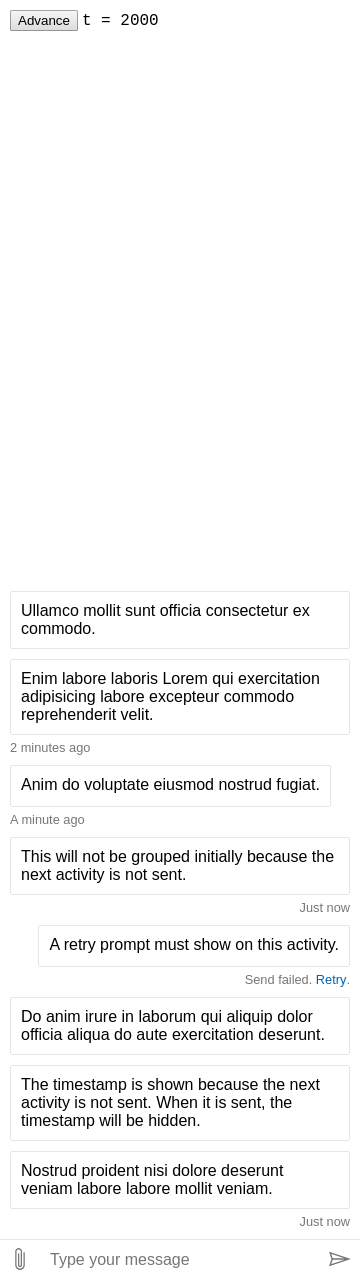 Advance t = 2000
Ullamco mollit sunt officia consectetur ex
commodo.
Enim labore laboris Lorem qui exercitation
adipisicing labore excepteur commodo
reprehenderit velit.
2 minutes ago
Anim do voluptate eiusmod nostrud fugiat.
A minute ago
This will not be grouped initially because the
next activity is not sent.
Just now
A retry prompt must show on this activity.
Send failed. Retry.
Do anim irure in laborum qui aliquip dolor
officia aliqua do aute exercitation deserunt.
The timestamp is shown because the next
activity is not sent. When it is sent, the
timestamp will be hidden.
Nostrud proident nisi dolore deserunt
veniam labore labore mollit veniam.
Just now
Type your message